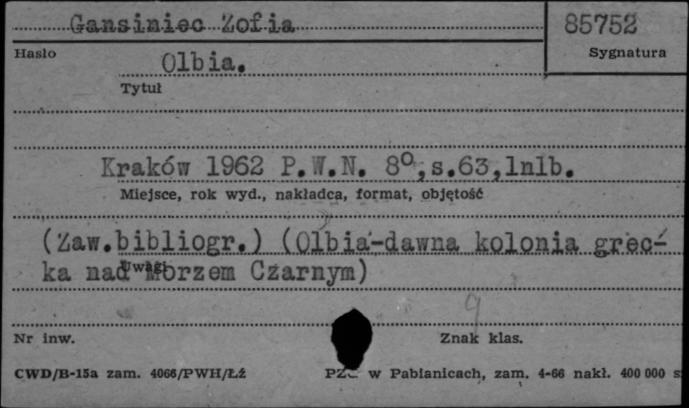 Gansiniec Zofia
85752
Hasło
Sygnatura
Olbia.
Tytuł
Kraków 1962 P.W.N. 8°,s.63,1nlb.
Miejsce, rok wyd., nakładca, format, objętość
(Zaw.bibliogr.) (Olbia-dawna kolonia grec-
ka nad Morzem Czarnym)
Uwagi
9
Nr inw.
Znak klas.
CWD/B-15a zam. 4066/PWH/Łź
w Pabianicach, zam. 4-66 nakł. 400 000